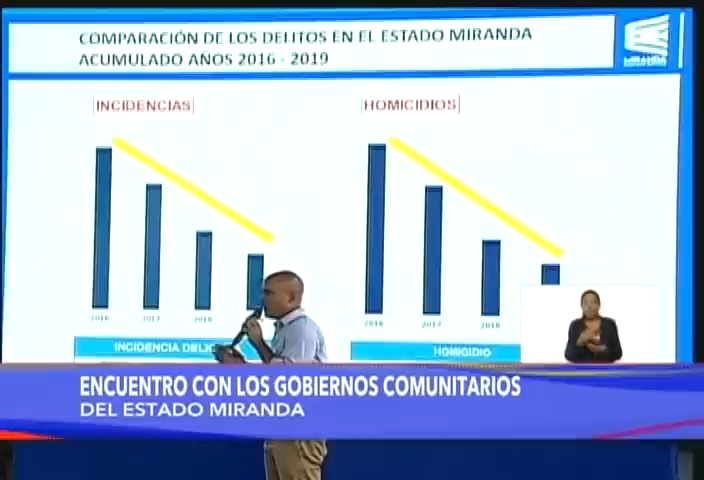 COMPARACIÓN DE LOS DELITOS EN EL ESTADO MIRANDA
ACUMULADO AÑOS 2016 - 2019
MIRANDA
INCIDENCIAS
HOMICIDIOS
2016 2017 2018
2016 2017 2018
INCIDENCIA
HOMICIDIO
ENCUENTRO CON LOS GOBIERNOS COMUNITARIOS
DEL ESTADO MIRANDA